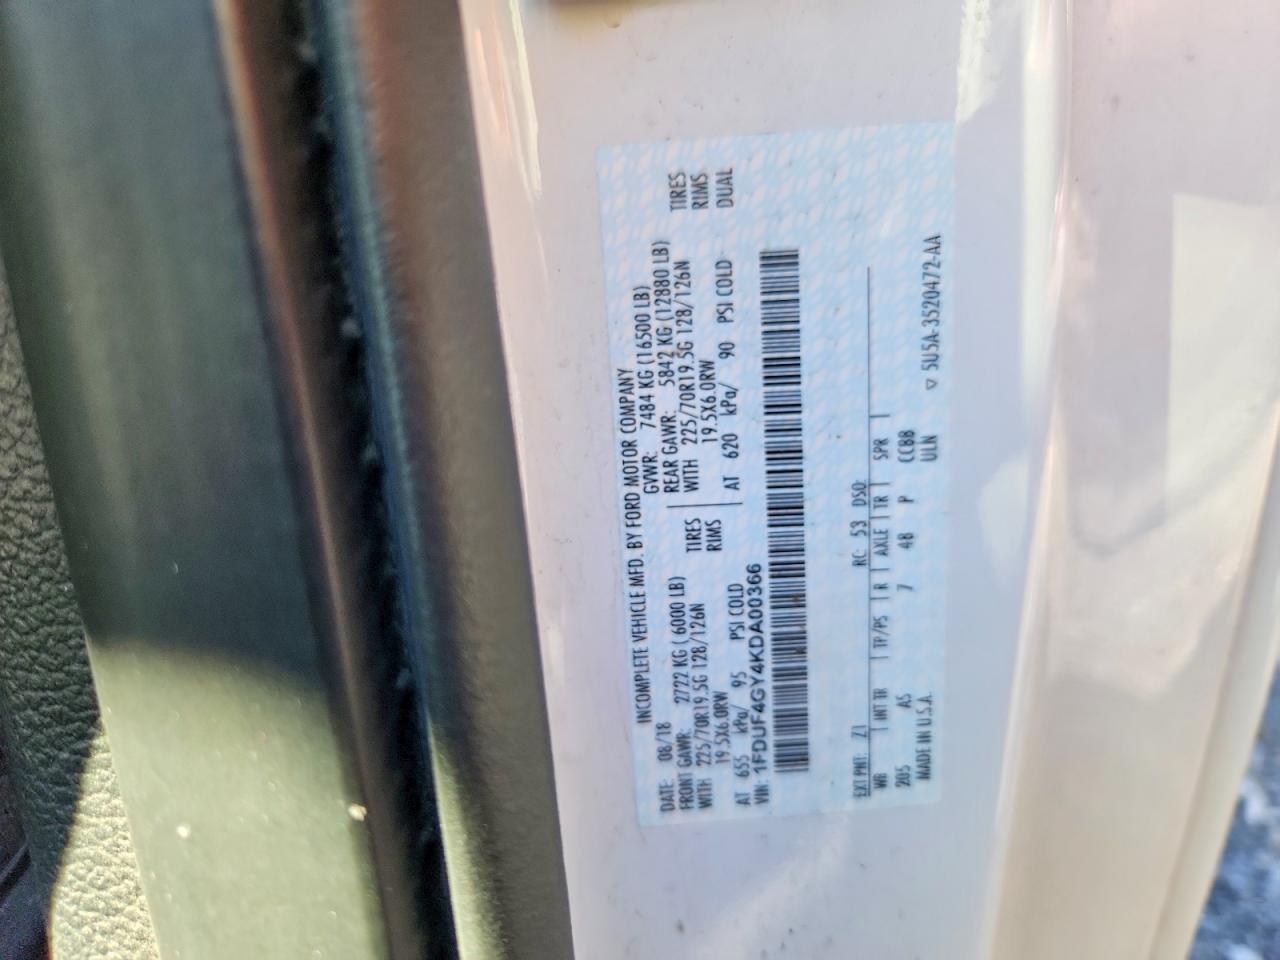 INCOMPLETE VEHICLE MFD. BY FORD MOTOR COMPANY
DATE: 08/18 GVWR: 7484 KG (16500 LB)
FRONT GAWR: 2722 KG ( 6000 LB) REAR GAWR: 5842 KG (12880 LB)
WITH 225/70R19.5G 128/126N TIRES WITH 225/70R19.5G 128/126N TIRES
19.5X6.0RW RIMS 19.5X6.0RW RIMS
AT 655 kPa/ 95 PSI COLD AT 620 kPa/ 90 PSI COLD DUAL
VIN: 1FDUF4GY4KDA00366
EXT PNT: Z1 RC: 53 DSO:
WB INT TR TP/PS R AXLE TR SPR
205 AS 7 48 P CCBB
MADE IN U.S.A. ULN ▽ 5U5A-3520472-AA